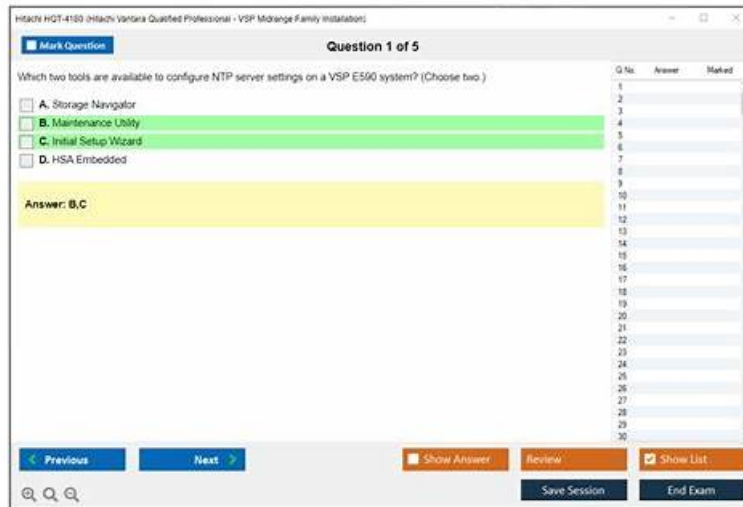 Hitachi HQT-4180 (Hitachi Vantara Qualified Professional - VSP Midrange Family Installation)
Mark Question
Question 1 of 5
Which two tools are available to configure NTP server settings on a VSP E590 system? (Choose two.)
A. Storage Navigator
B. Maintenance Utility
C. Initial Setup Wizard
D. HSA Embedded
Answer: B,C
Q.No. Answer Marked
1
2
3
4
5
6
7
8
9
10
11
12
13
14
15
16
17
18
19
20
21
22
23
24
25
26
27
28
29
30
Previous
Next
Show Answer
Review
Show List
Save Session
End Exam